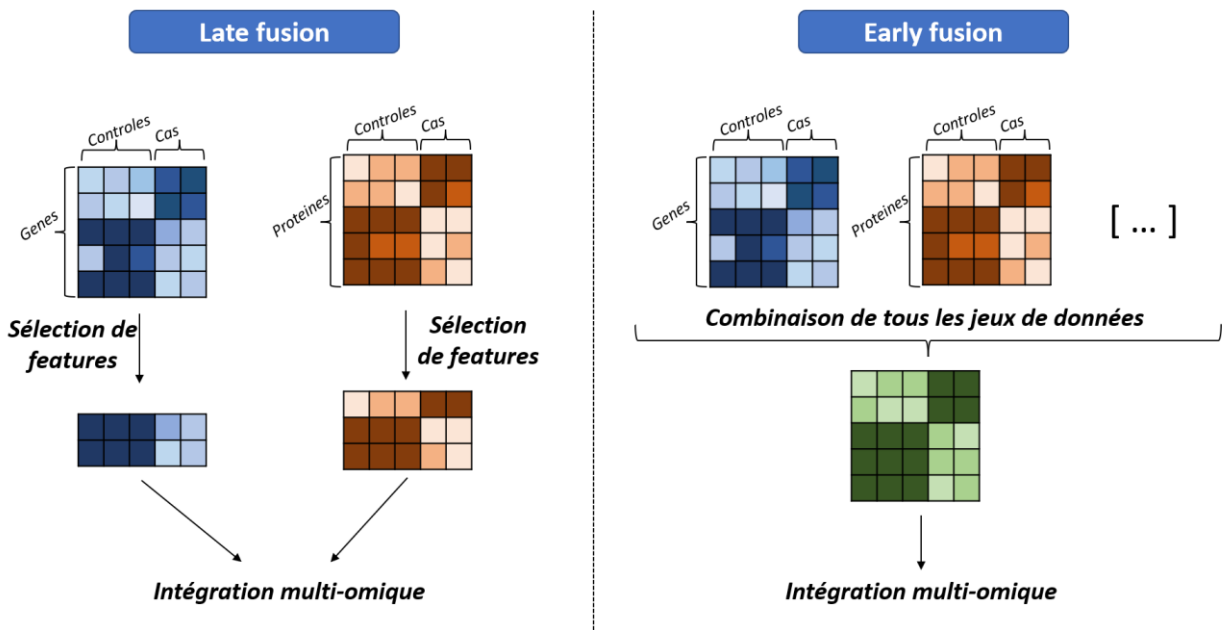 Late fusion
Controles
Cas
Genes
Controles
Cas
Proteines
Sélection de
features
Sélection
de features
Intégration multi-omique
Early fusion
Controles
Cas
Genes
Controles
Cas
Proteines
[ ... ]
Combinaison de tous les jeux de données
Intégration multi-omique